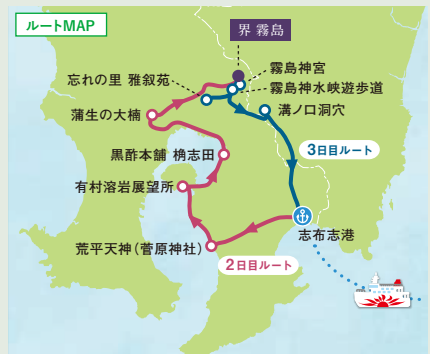 ルートMAP
界 霧島
霧島神宮
霧島神水峡遊歩道
忘れの里 雅叙苑
溝ノ口洞穴
蒲生の大楠
3日目ルート
黒酢本舗 桷志田
有村溶岩展望所
志布志港
荒平天神(菅原神社)
2日目ルート